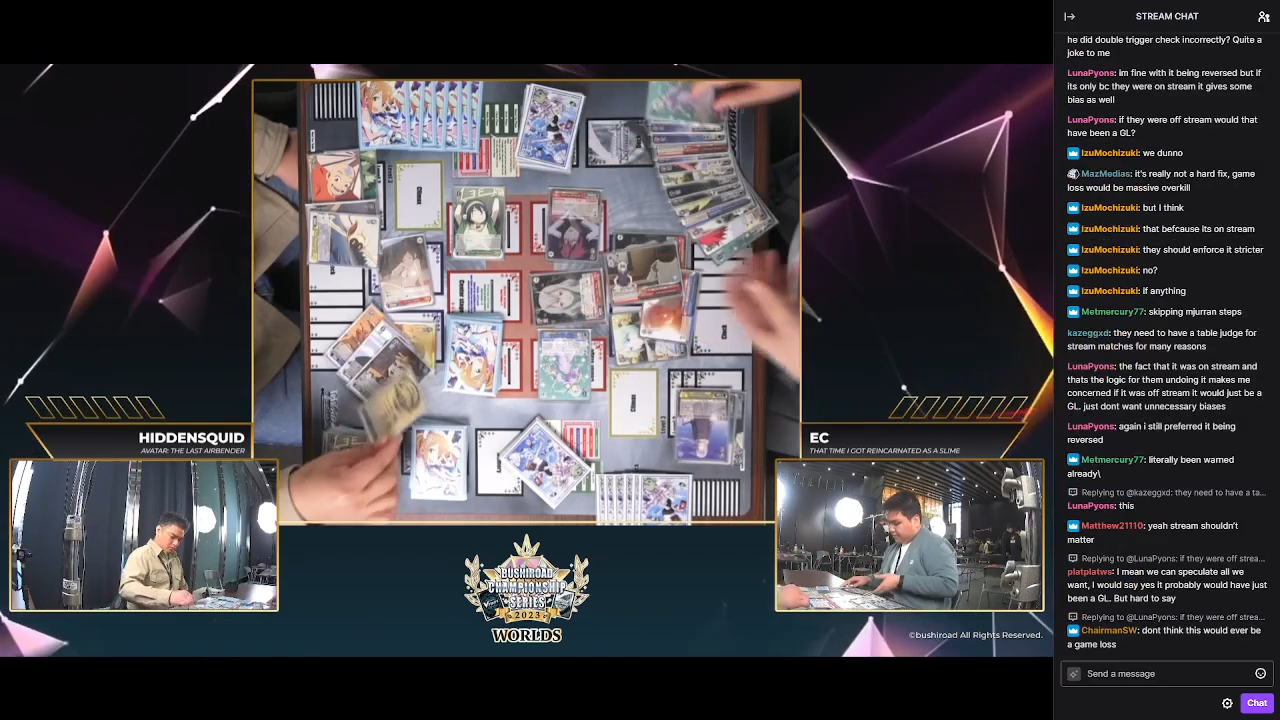 STREAM CHAT
he did double trigger check incorrectly? Quite a
joke to me
LunaPyons: im fine with it being reversed but if
its only bc they were on stream it gives some
bias as well
LunaPyons: if they were off stream would that
have been a GL?
IzuMochizuki: we dunno
MazMedias: it's really not a hard fix, game
loss would be massive overkill
IzuMochizuki: but I think
IzuMochizuki: that befcause its on stream
IzuMochizuki: they should enforce it stricter
IzuMochizuki: no?
IzuMochizuki: If anything
Metmercury77: skipping mjurran steps
kazeggxd: they need to have a table judge for
stream matches for many reasons
LunaPyons: the fact that it was on stream and
thats the logic for them undoing it makes me
concerned if it was off stream it would just be a
GL. just dont want unnecessary biases
LunaPyons: again i still preferred it being
reversed
Metmercury77: literally been warned
already\
Replying to @kazeggxd: they need to have a ta...
LunaPyons: this
Matthew21110: yeah stream shouldn't
matter
Replying to @LunaPyons: if they were off strea...
platplatws: I mean we can speculate all we
want, I would say yes it probably would have just
been a GL. But hard to say
Replying to @LunaPyons: if they were off strea...
ChairmanSW: dont think this would ever be
a game loss
Send a message
Chat
HIDDENSQUID
AVATAR: THE LAST AIRBENDER
EC
THAT TIME I GOT REINCARNATED AS A SLIME
Climax
Climax
Clock
Level 2
BUSHIROAD
CHAMPIONSHIP
SERIES
2023
WORLDS
©bushiroad All Rights Reserved.